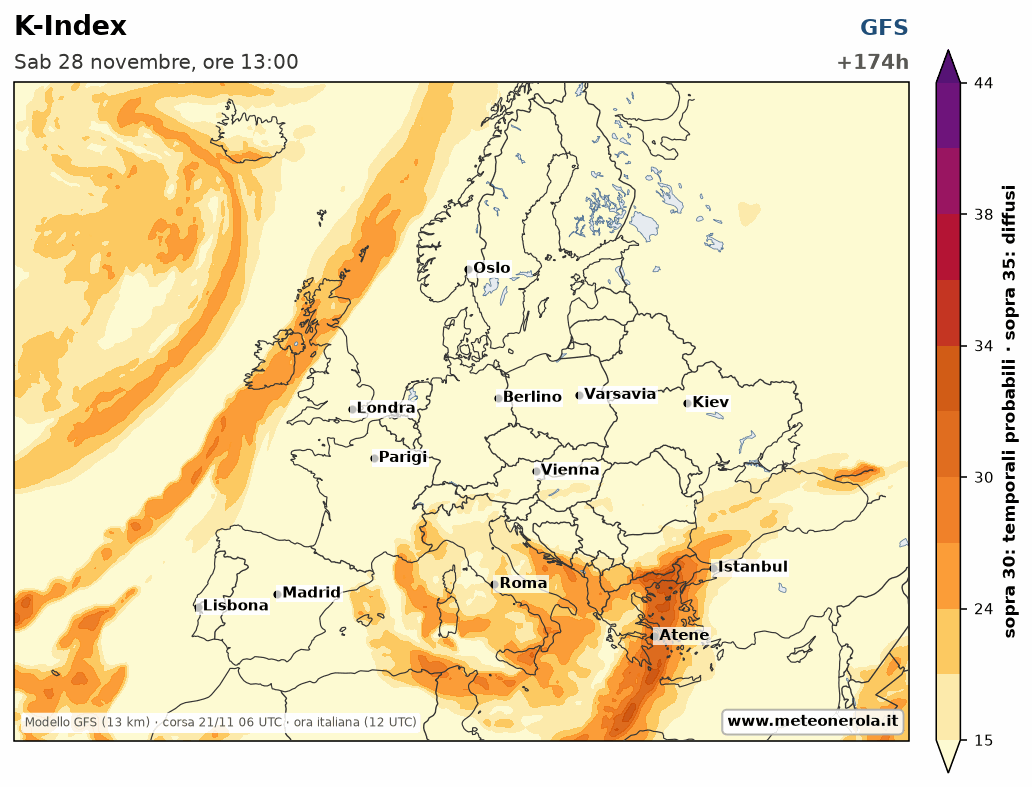 K-Index
GFS
Sab 28 novembre, ore 13:00
+174h
44
38
34
30
24
15
sopra 30: temporali probabili · sopra 35: diffusi
Oslo
Londra
Berlino
Varsavia
Kiev
Parigi
Vienna
Istanbul
Roma
Madrid
Lisbona
Atene
Modello GFS (13 km) · corsa 21/11 06 UTC · ora italiana (12 UTC)
www.meteonerola.it